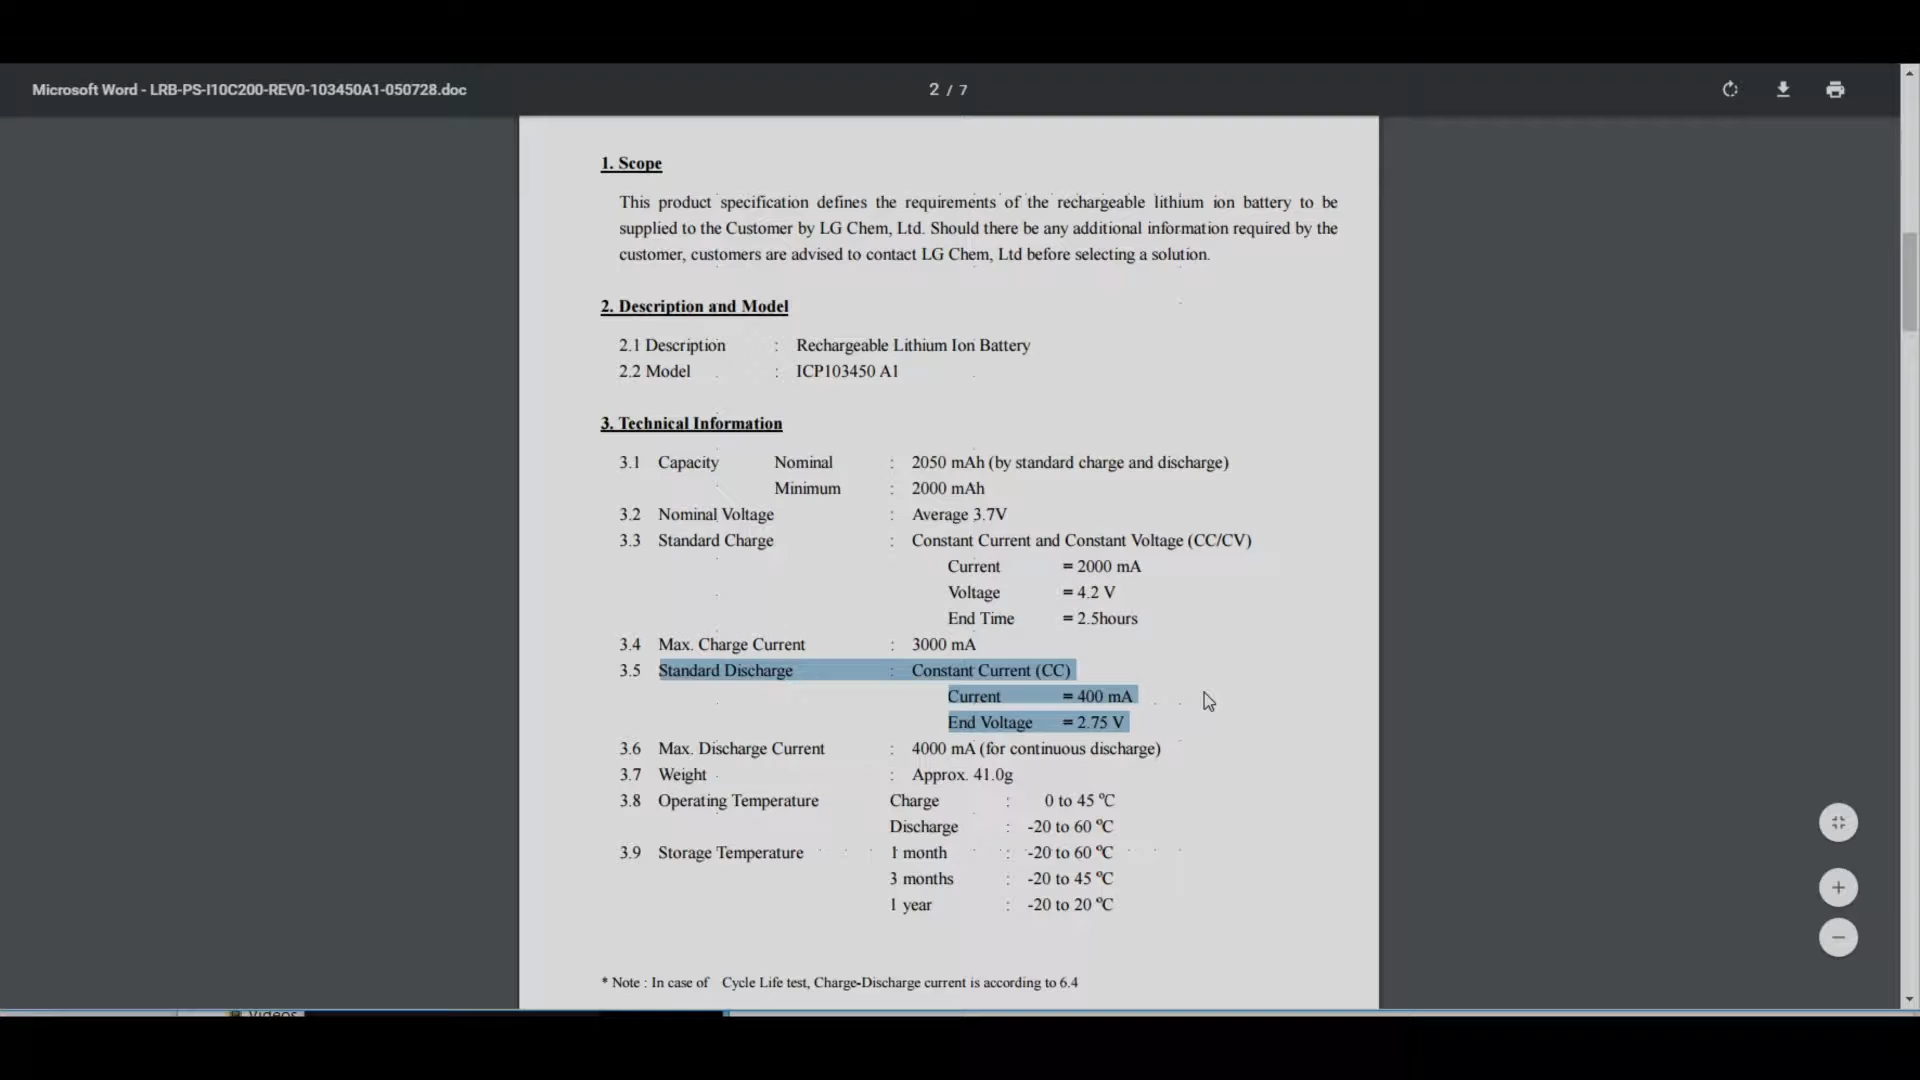 Microsoft Word - LRB-PS-I10C200-REV0-103450A1-050728.doc
2 / 7
1. Scope
This product specification defines the requirements of the rechargeable lithium ion battery to be
supplied to the Customer by LG Chem, Ltd. Should there be any additional information required by the
customer, customers are advised to contact LG Chem, Ltd before selecting a solution.
2. Description and Model
2.1 Description : Rechargeable Lithium Ion Battery
2.2 Model : ICP103450 A1
3. Technical Information
3.1 Capacity Nominal : 2050 mAh (by standard charge and discharge)
Minimum : 2000 mAh
3.2 Nominal Voltage : Average 3.7V
3.3 Standard Charge : Constant Current and Constant Voltage (CC/CV)
Current = 2000 mA
Voltage = 4.2 V
End Time = 2.5hours
3.4 Max. Charge Current : 3000 mA
3.5 Standard Discharge : Constant Current (CC)
Current = 400 mA
End Voltage = 2.75 V
3.6 Max. Discharge Current : 4000 mA (for continuous discharge)
3.7 Weight : Approx. 41.0g
3.8 Operating Temperature Charge : 0 to 45 ℃
Discharge : -20 to 60 ℃
3.9 Storage Temperature 1 month : -20 to 60 ℃
3 months : -20 to 45 ℃
1 year : -20 to 20 ℃
* Note : In case of Cycle Life test, Charge-Discharge current is according to 6.4
Videos